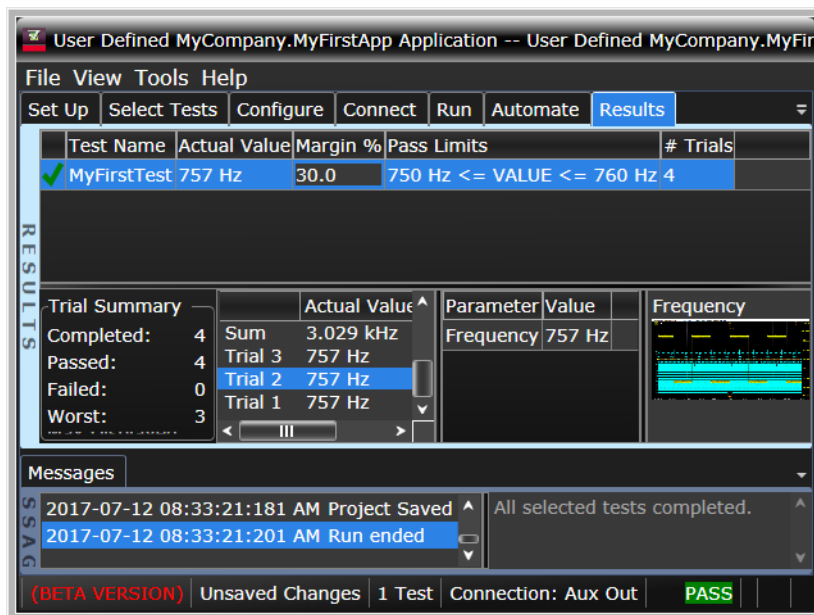 User Defined MyCompany.MyFirstApp Application -- User Defined MyCompany.MyFir
File View Tools Help
Set Up Select Tests Configure Connect Run Automate Results
Test Name Actual Value Margin % Pass Limits # Trials
MyFirstTest 757 Hz 30.0 750 Hz <= VALUE <= 760 Hz 4
RESULTS
Trial Summary
Completed: 4
Passed: 4
Failed: 0
Worst: 3
Actual Value
Sum 3.029 kHz
Trial 3 757 Hz
Trial 2 757 Hz
Trial 1 757 Hz
Parameter Value
Frequency 757 Hz
Frequency
Messages
SSAG
2017-07-12 08:33:21:181 AM Project Saved
2017-07-12 08:33:21:201 AM Run ended
All selected tests completed.
(BETA VERSION) Unsaved Changes 1 Test Connection: Aux Out PASS